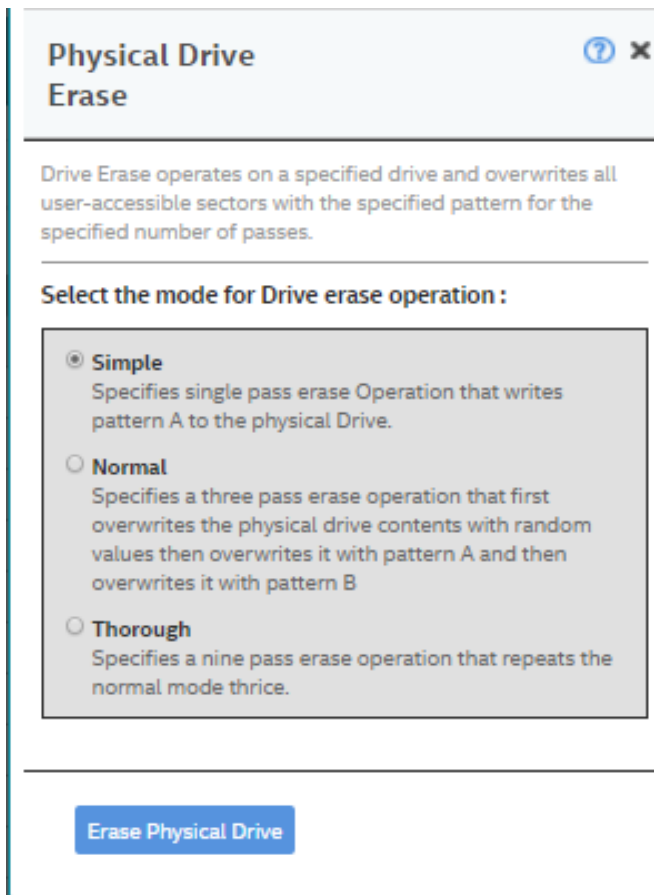 Physical Drive
Erase
Drive Erase operates on a specified drive and overwrites all
user-accessible sectors with the specified pattern for the
specified number of passes.
Select the mode for Drive erase operation :
Simple
Specifies single pass erase Operation that writes
pattern A to the physical Drive.
Normal
Specifies a three pass erase operation that first
overwrites the physical drive contents with random
values then overwrites it with pattern A and then
overwrites it with pattern B
Thorough
Specifies a nine pass erase operation that repeats the
normal mode thrice.
Erase Physical Drive